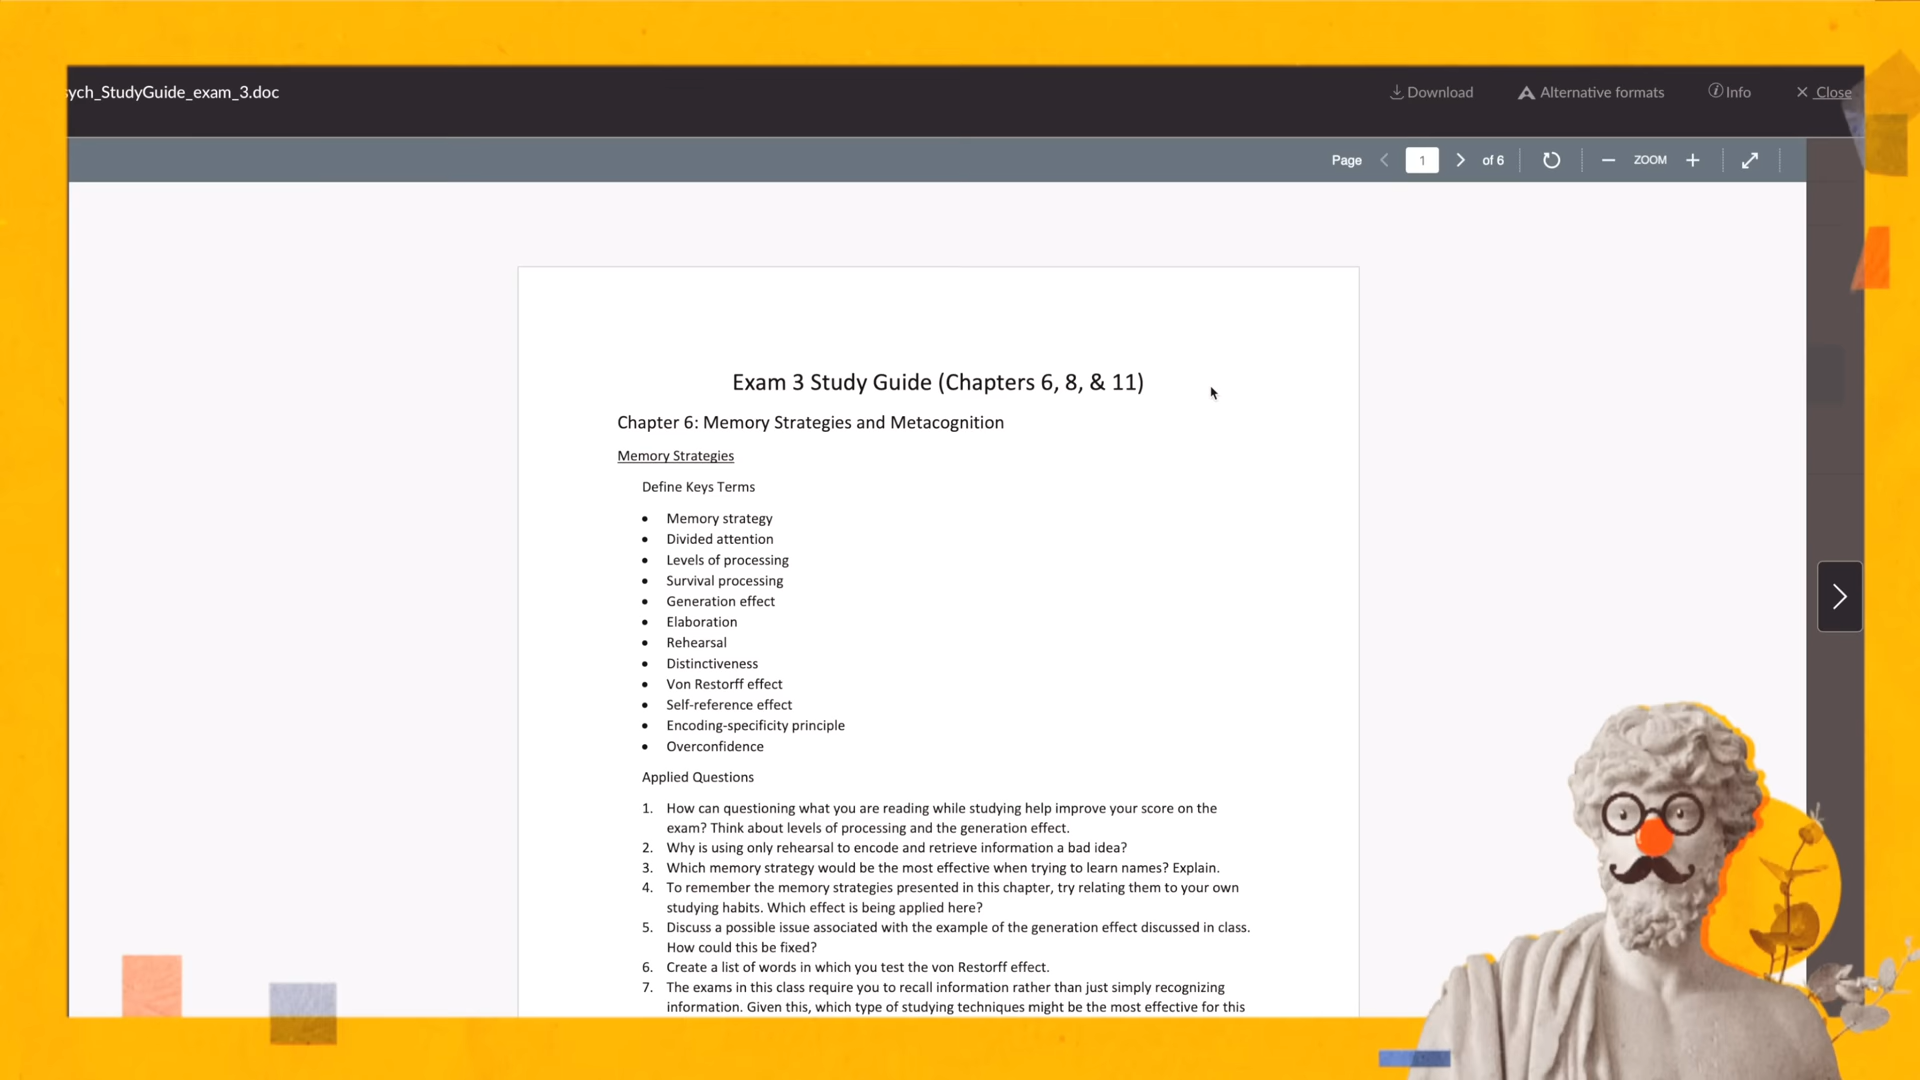 ych_StudyGuide_exam_3.doc
Download
Alternative formats
Info
Close
Page 1 of 6
ZOOM
Exam 3 Study Guide (Chapters 6, 8, & 11)
Chapter 6: Memory Strategies and Metacognition
Memory Strategies
Define Keys Terms
• Memory strategy
• Divided attention
• Levels of processing
• Survival processing
• Generation effect
• Elaboration
• Rehearsal
• Distinctiveness
• Von Restorff effect
• Self-reference effect
• Encoding-specificity principle
• Overconfidence
Applied Questions
1. How can questioning what you are reading while studying help improve your score on the
exam? Think about levels of processing and the generation effect.
2. Why is using only rehearsal to encode and retrieve information a bad idea?
3. Which memory strategy would be the most effective when trying to learn names? Explain.
4. To remember the memory strategies presented in this chapter, try relating them to your own
studying habits. Which effect is being applied here?
5. Discuss a possible issue associated with the example of the generation effect discussed in class.
How could this be fixed?
6. Create a list of words in which you test the von Restorff effect.
7. The exams in this class require you to recall information rather than just simply recognizing
information. Given this, which type of studying techniques might be the most effective for this